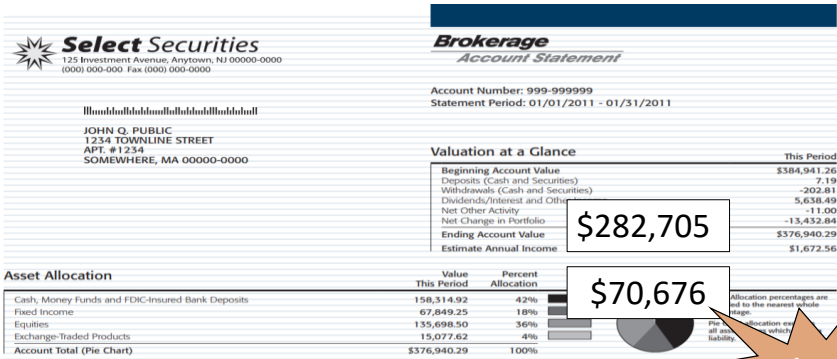 Select Securities
125 Investment Avenue, Anytown, NJ 00000-0000
(000) 000-000 Fax (000) 000-0000
JOHN Q. PUBLIC
1234 TOWNLINE STREET
APT. #1234
SOMEWHERE, MA 00000-0000
Brokerage
Account Statement
Account Number: 999-999999
Statement Period: 01/01/2011 - 01/31/2011
Valuation at a Glance
This Period
Beginning Account Value $384,941.26
Deposits (Cash and Securities) 7.19
Withdrawals (Cash and Securities) -202.81
Dividends/Interest and Other 5,638.49
Net Other Activity -11.00
Net Change in Portfolio -13,432.84
Ending Account Value $376,940.29
Estimate Annual Income $1,672.56
$282,705
$70,676
Asset Allocation
Value Percent
This Period Allocation
Cash, Money Funds and FDIC-Insured Bank Deposits 158,314.92 42%
Fixed Income 67,849.25 18%
Equities 135,698.50 36%
Exchange-Traded Products 15,077.62 4%
Account Total (Pie Chart) $376,940.29 100%
Allocation percentages are
to the nearest whole
Pie allocation
all which
liability.